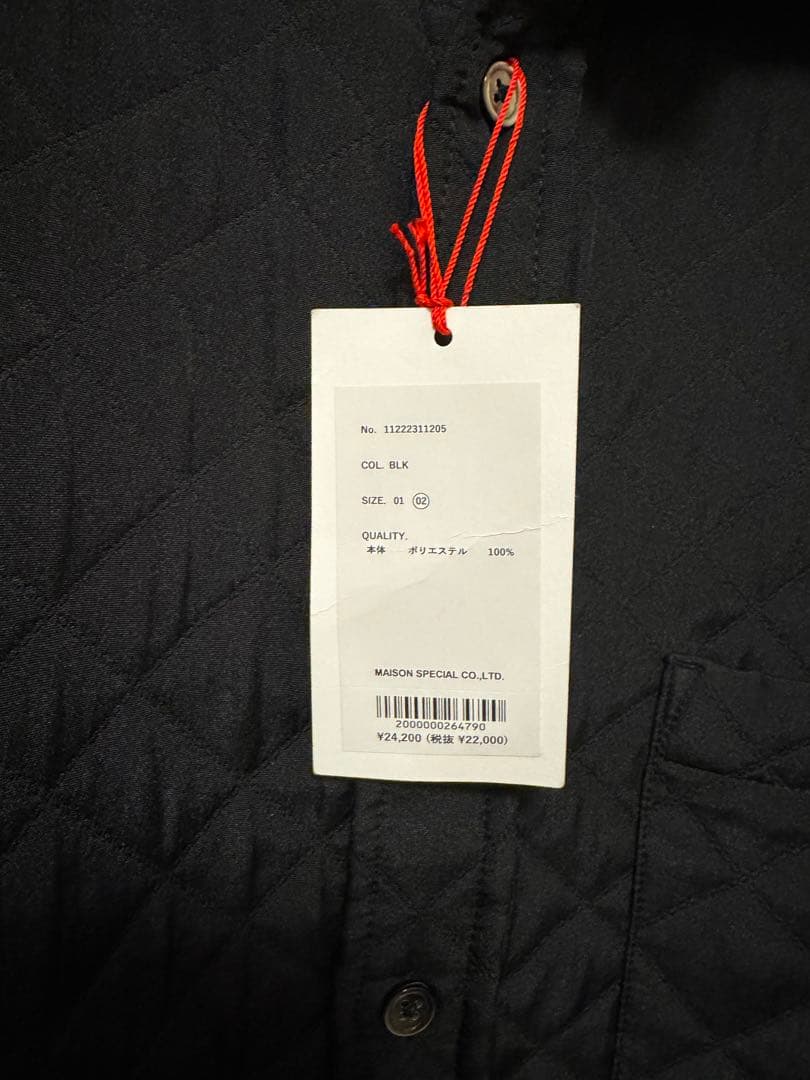 No. 11222311205
COL. BLK
SIZE. 01 02
QUALITY.
本体 ポリエステル 100%
MAISON SPECIAL CO.,LTD.
2000000264790
¥24,200 (税抜 ¥22,000)